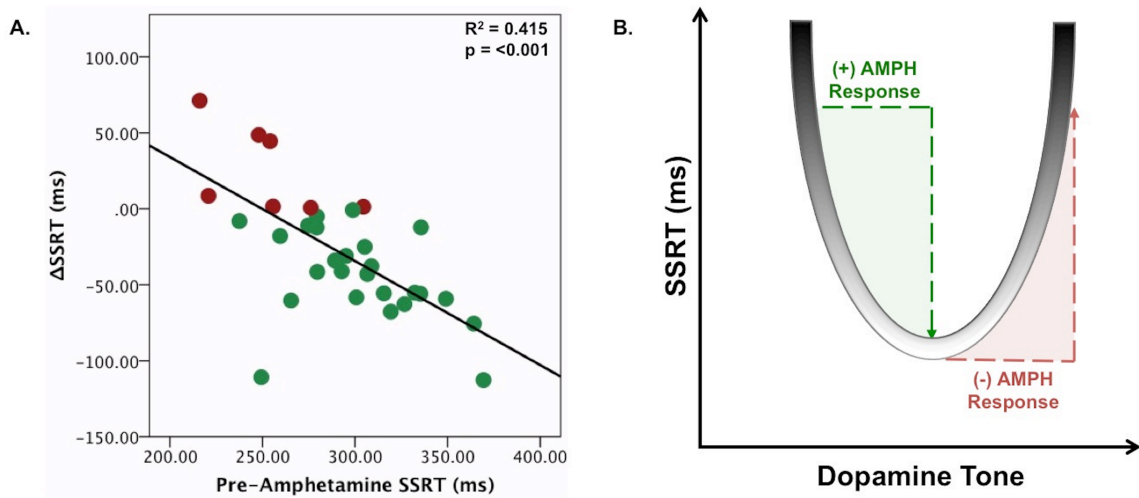 A.
R² = 0.415
p = <0.001
100.00
50.00
.00
-50.00
-100.00
-150.00
ΔSSRT (ms)
200.00 250.00 300.00 350.00 400.00
Pre-Amphetamine SSRT (ms)
B.
(+) AMPH
Response
SSRT (ms)
(-) AMPH
Response
Dopamine Tone